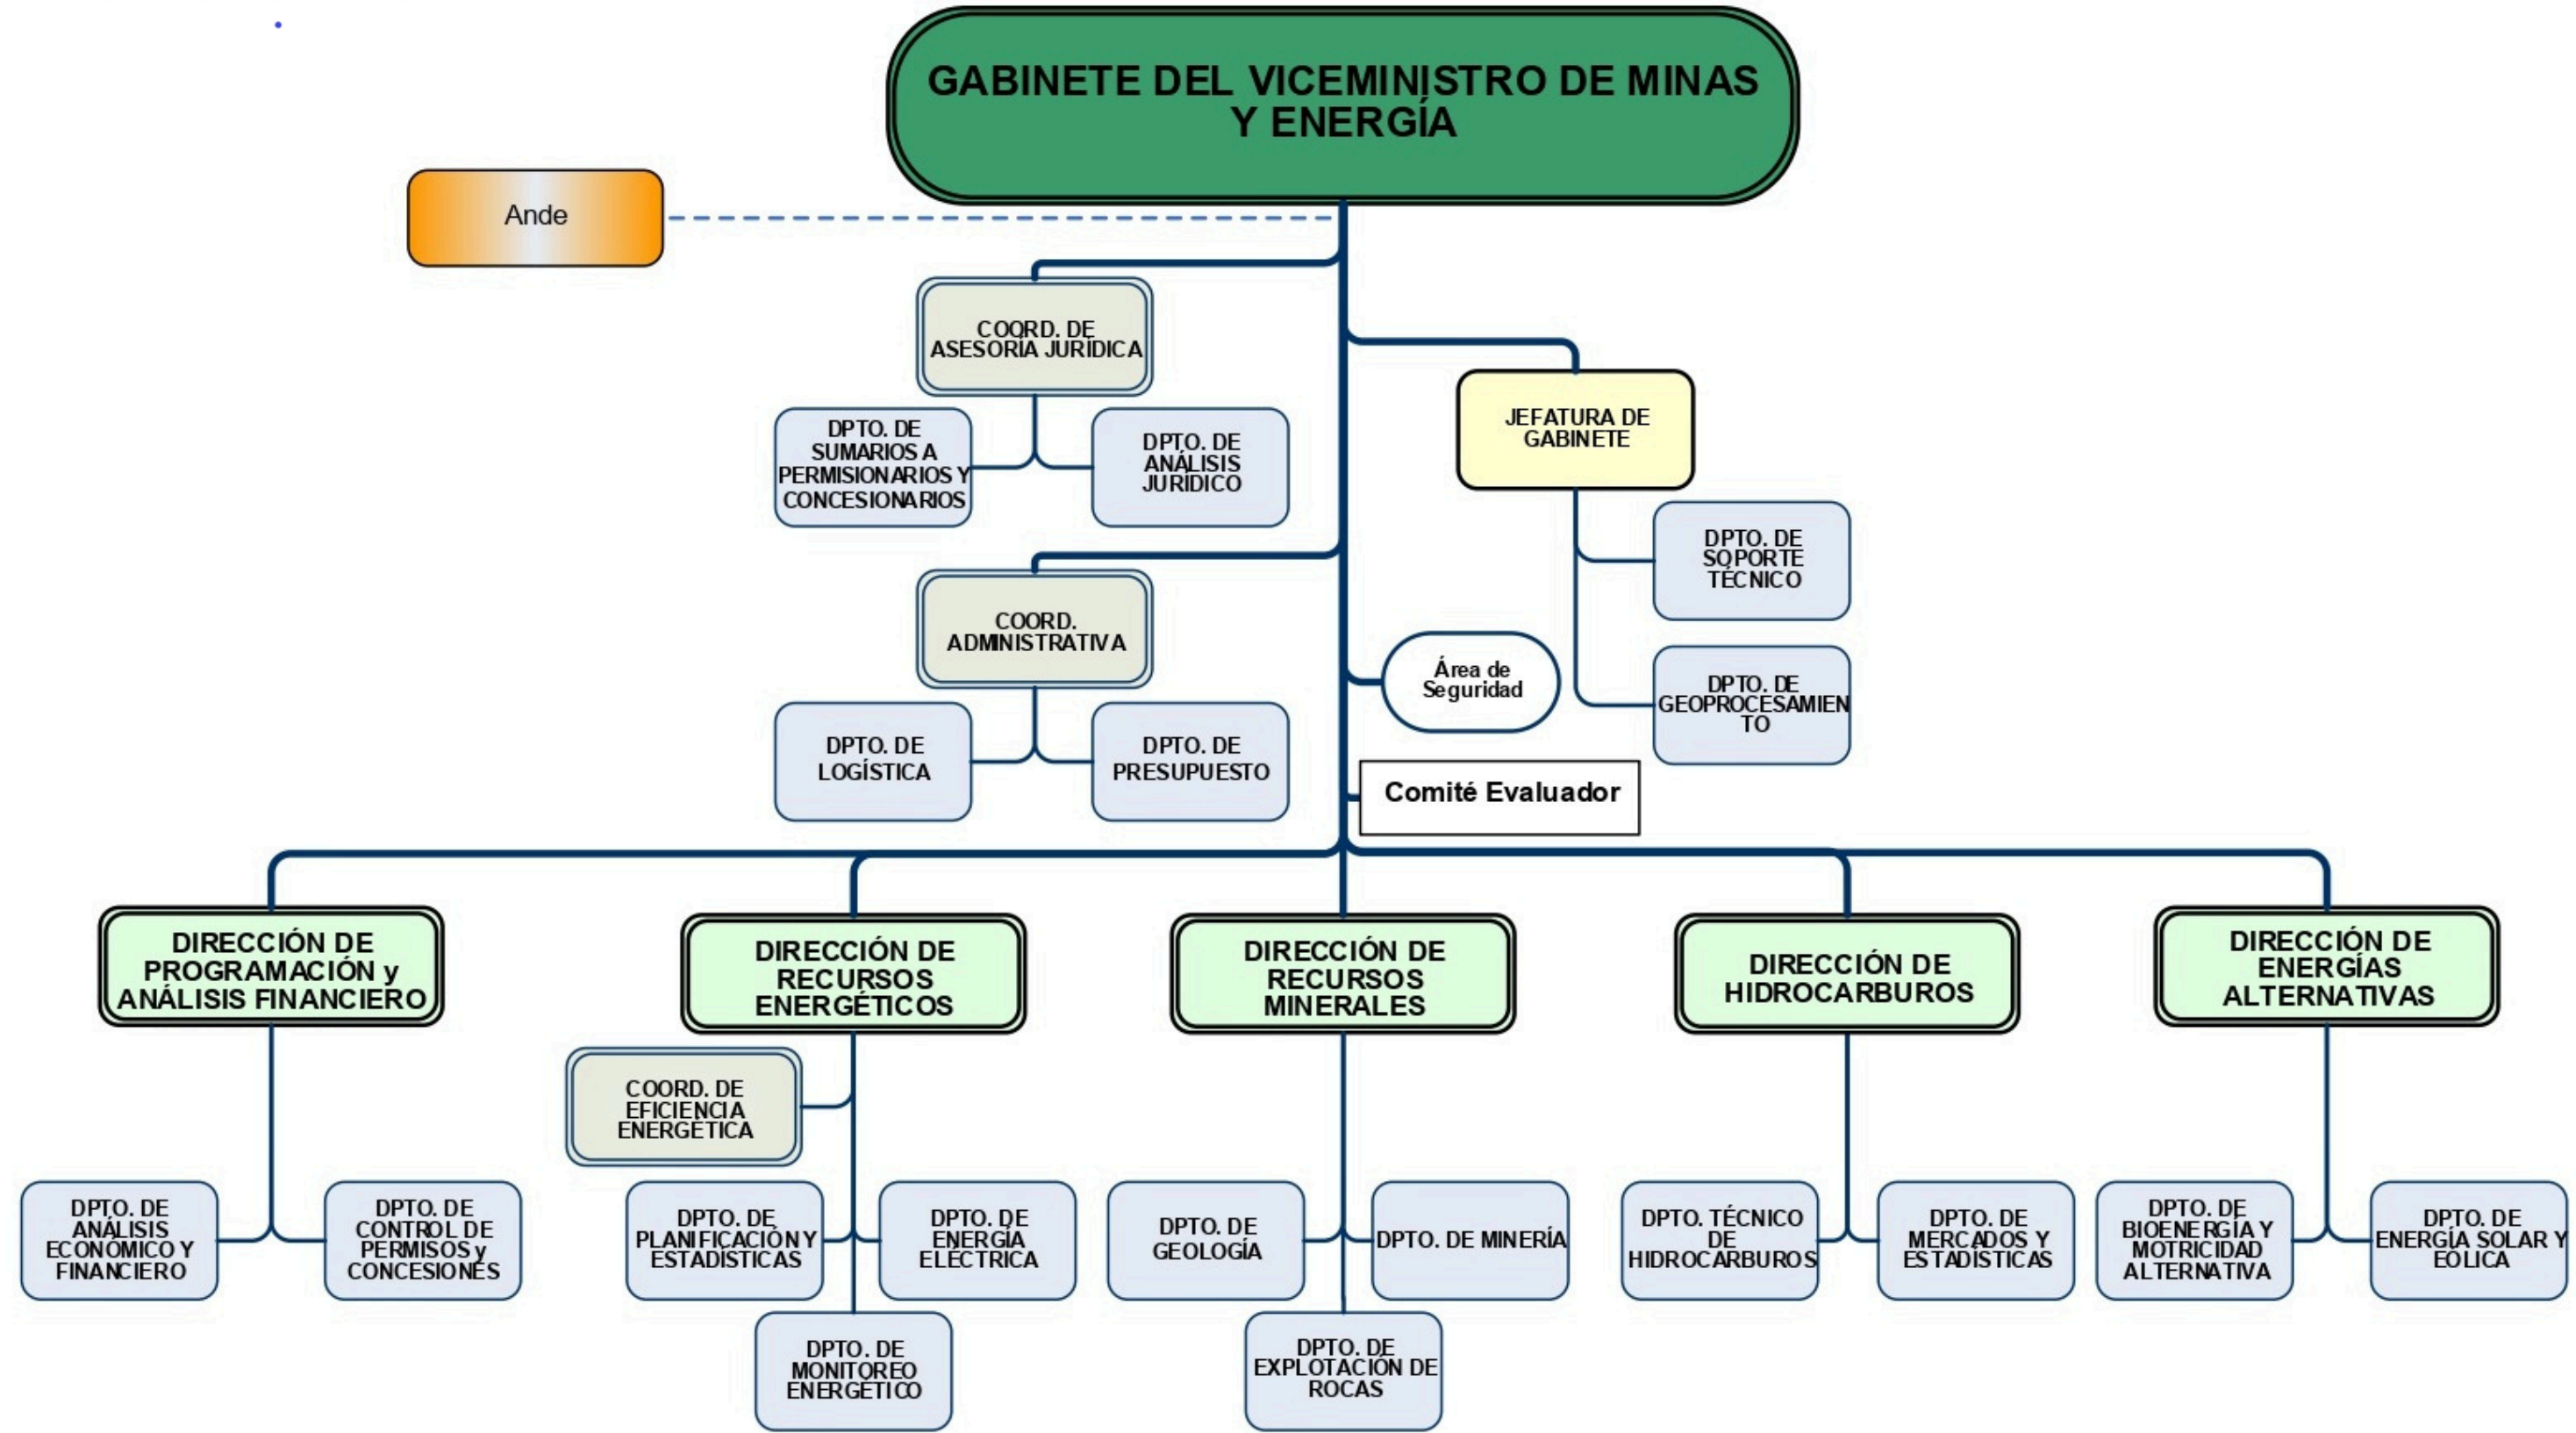 GABINETE DEL VICEMINISTRO DE MINAS
Y ENERGÍA
Ande
COORD. DE
ASESORÍA JURÍDICA
JEFATURA DE
GABINETE
DPTO. DE
SUMARIOS A
PERMISIONARIOS Y
CONCESIONARIOS
DPTO. DE
ANÁLISIS
JURÍDICO
DPTO. DE
SOPORTE
TÉCNICO
COORD.
ADMINISTRATIVA
Área de
Seguridad
DPTO. DE
GEOPROCESAMIEN
TO
DPTO. DE
LOGÍSTICA
DPTO. DE
PRESUPUESTO
Comité Evaluador
DIRECCIÓN DE
PROGRAMACIÓN y
ANÁLISIS FINANCIERO
DIRECCIÓN DE
RECURSOS
ENERGÉTICOS
DIRECCIÓN DE
RECURSOS
MINERALES
DIRECCIÓN DE
HIDROCARBUROS
DIRECCIÓN DE
ENERGÍAS
ALTERNATIVAS
COORD. DE
EFICIENCIA
ENERGÉTICA
DPTO. DE
ANÁLISIS
ECONÓMICO Y
FINANCIERO
DPTO. DE
CONTROL DE
PERMISOS y
CONCESIONES
DPTO. DE
PLANIFICACIÓN Y
ESTADÍSTICAS
DPTO. DE
ENERGÍA
ELÉCTRICA
DPTO. DE
GEOLOGÍA
DPTO. DE MINERÍA
DPTO. TÉCNICO
DE
HIDROCARBUROS
DPTO. DE
MERCADOS Y
ESTADÍSTICAS
DPTO. DE
BIOENERGÍA Y
MOTRICIDAD
ALTERNATIVA
DPTO. DE
ENERGÍA SOLAR Y
EÓLICA
DPTO. DE
MONITOREO
ENERGÉTICO
DPTO. DE
EXPLOTACIÓN DE
ROCAS